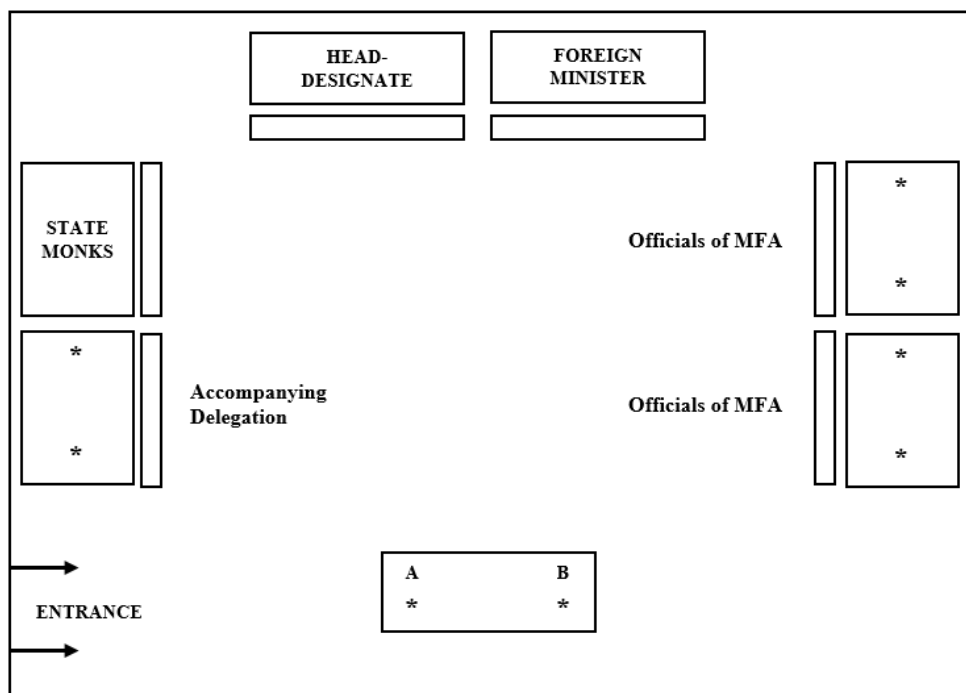 HEAD-
DESIGNATE
FOREIGN
MINISTER
STATE
MONKS
*
*
Officials of MFA
*
*
Accompanying
Delegation
*
*
Officials of MFA
A B
* *
ENTRANCE